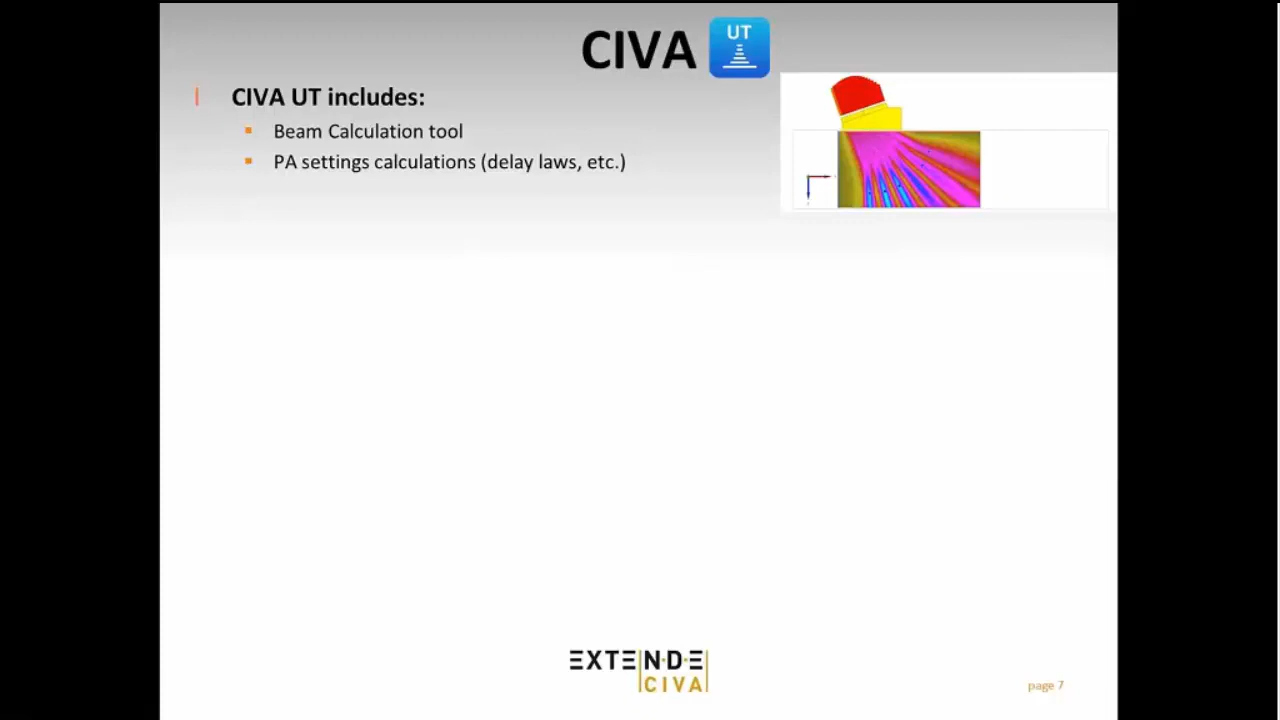 CIVA
UT
CIVA UT includes:
Beam Calculation tool
PA settings calculations (delay laws, etc.)
EXTENDE
CIVA
page 7